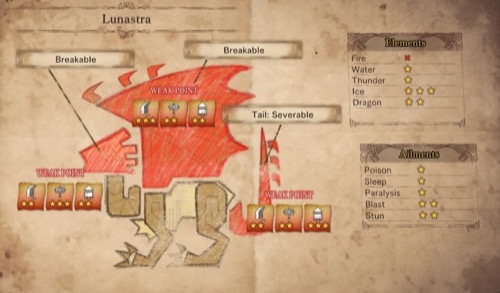 Lunastra
Breakable
Breakable
Tail: Severable
WEAK POINT
WEAK POINT
WEAK POINT
Elements
Fire
Water
Thunder
Ice
Dragon
Ailments
Poison
Sleep
Paralysis
Blast
Stun